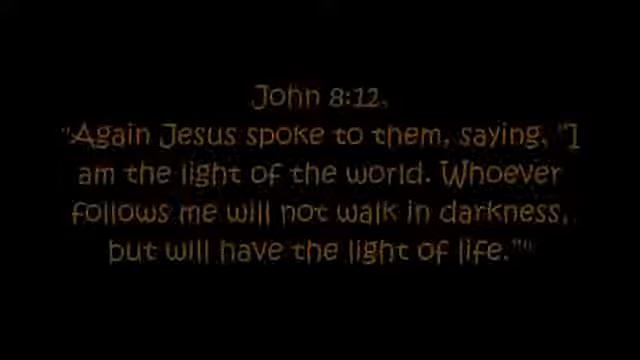 John 8:12,
"Again Jesus spoke to them, saying, "I
am the light of the world. Whoever
follows me will not walk in darkness,
but will have the light of life.""